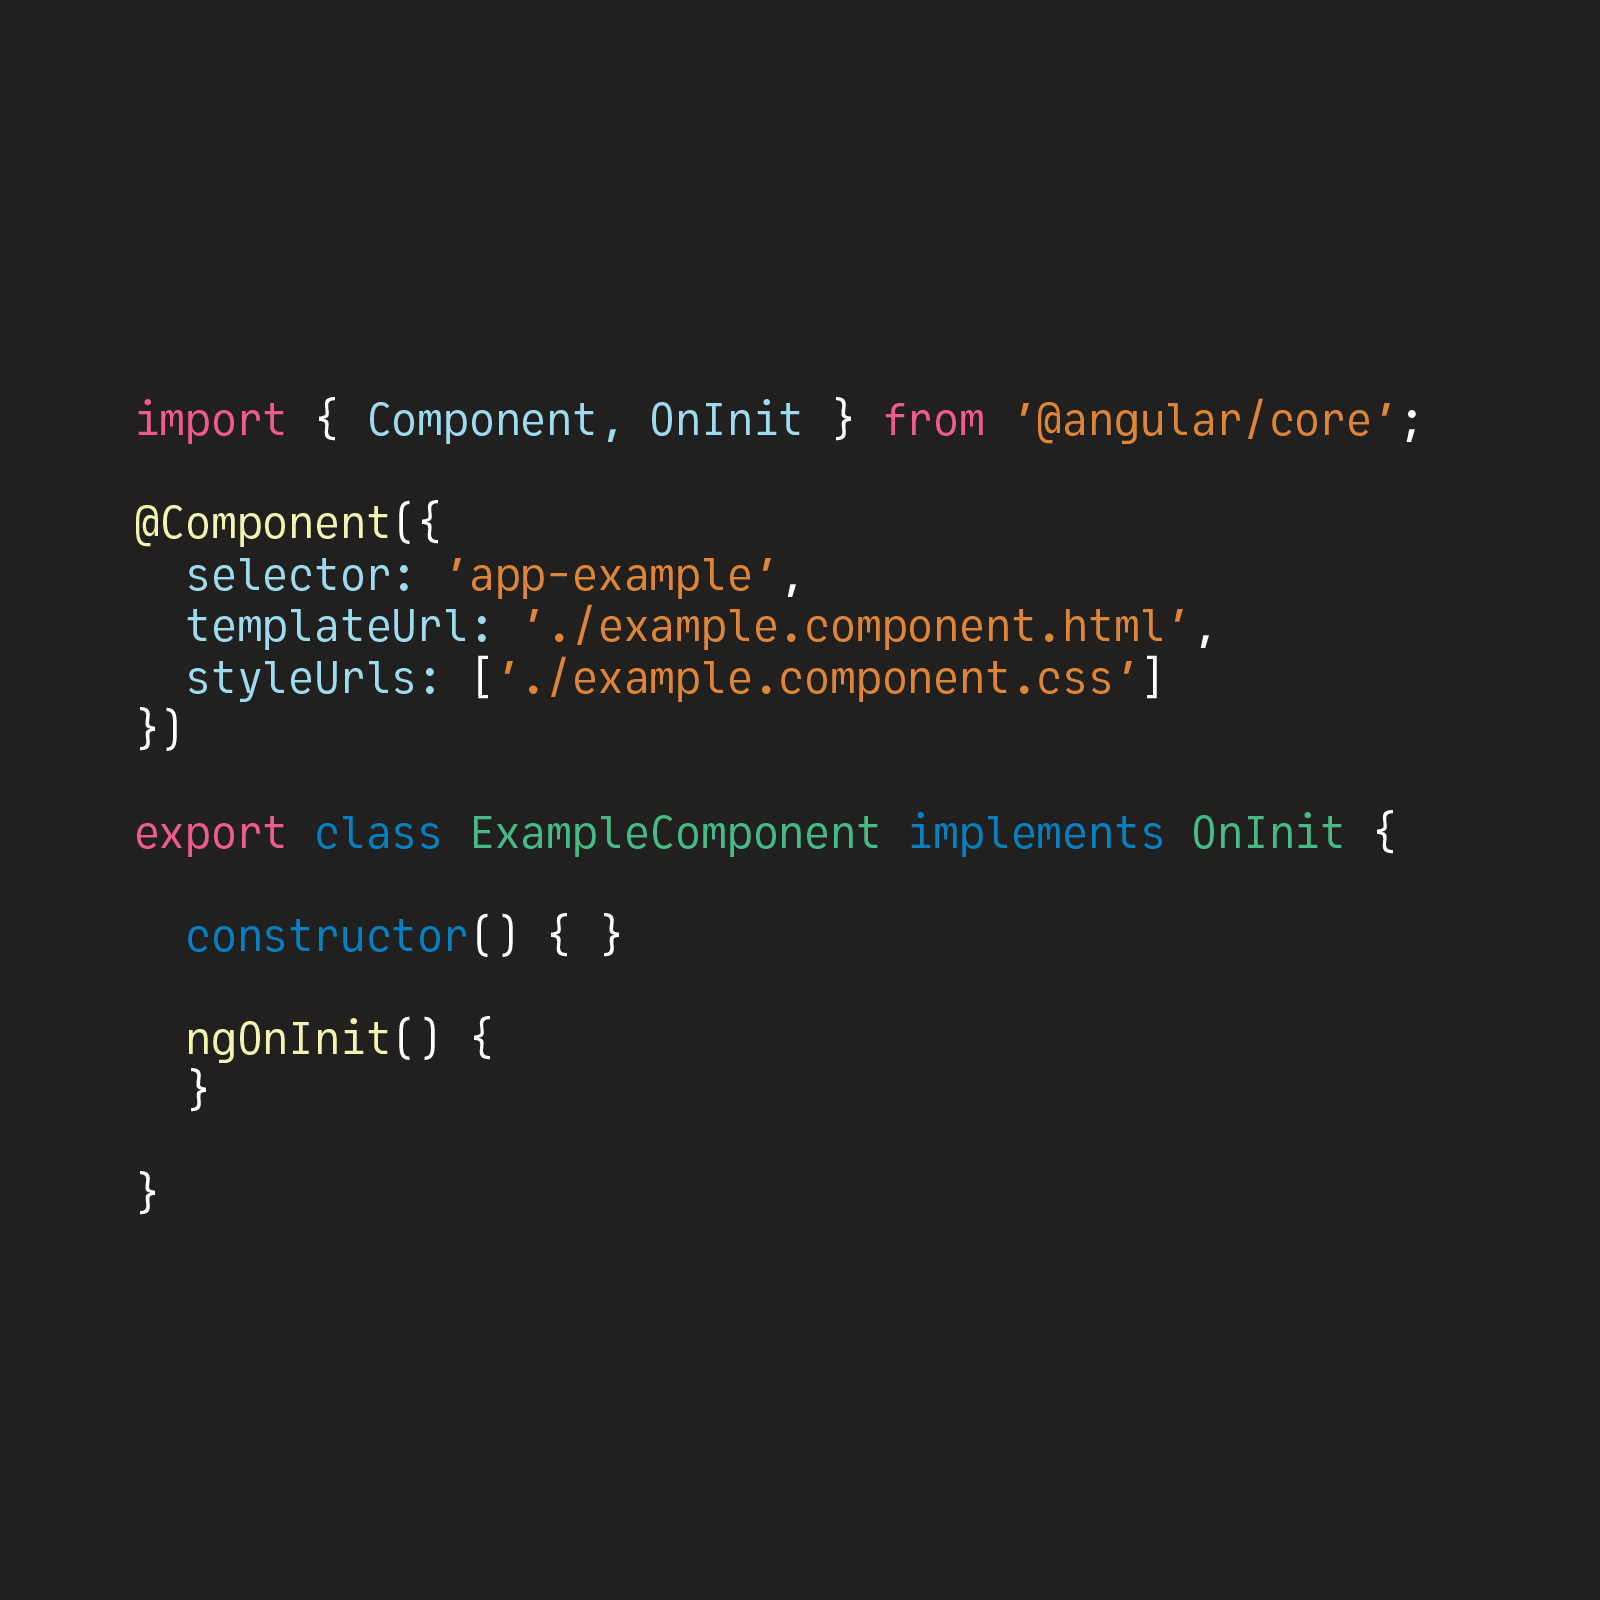 import { Component, OnInit } from '@angular/core';
@Component({
  selector: 'app-example',
  templateUrl: './example.component.html',
  styleUrls: ['./example.component.css']
})
export class ExampleComponent implements OnInit {
  constructor() { }
  ngOnInit() {
  }
}